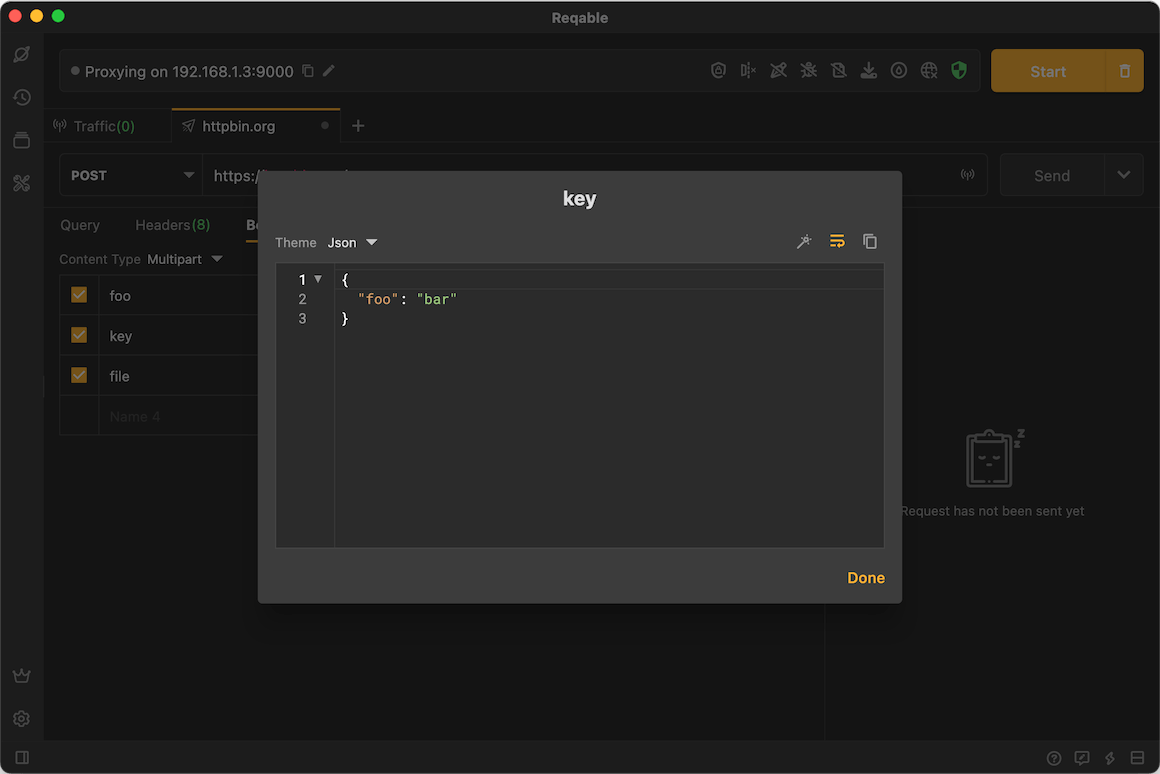 Reqable
Proxying on 192.168.1.3:9000
Start
Traffic(0)
httpbin.org
POST
https://
Send
Query
Headers(8)
Content Type Multipart
foo
key
file
Name 4
key
Theme Json
1 {
2 "foo": "bar"
3 }
Done
z
z
Request has not been sent yet